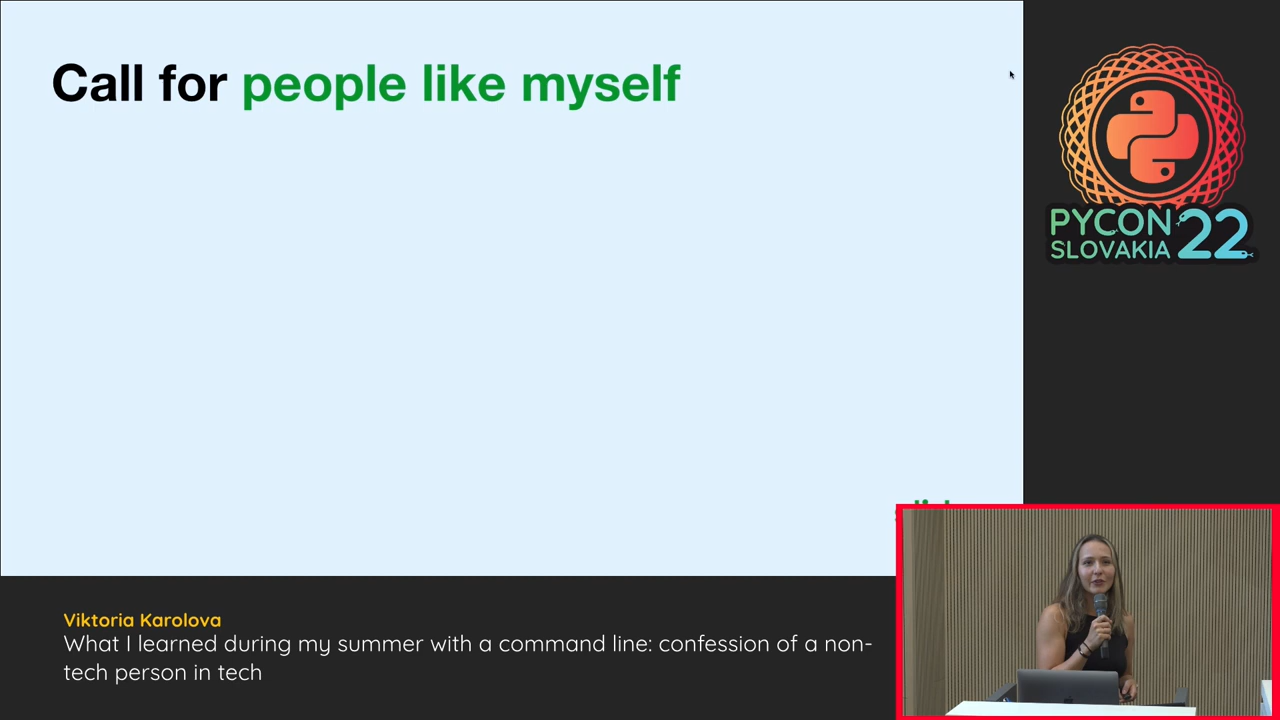 Call for people like myself
PYCON
SLOVAKIA 22
Viktoria Karolova
What I learned during my summer with a command line: confession of a non-
tech person in tech